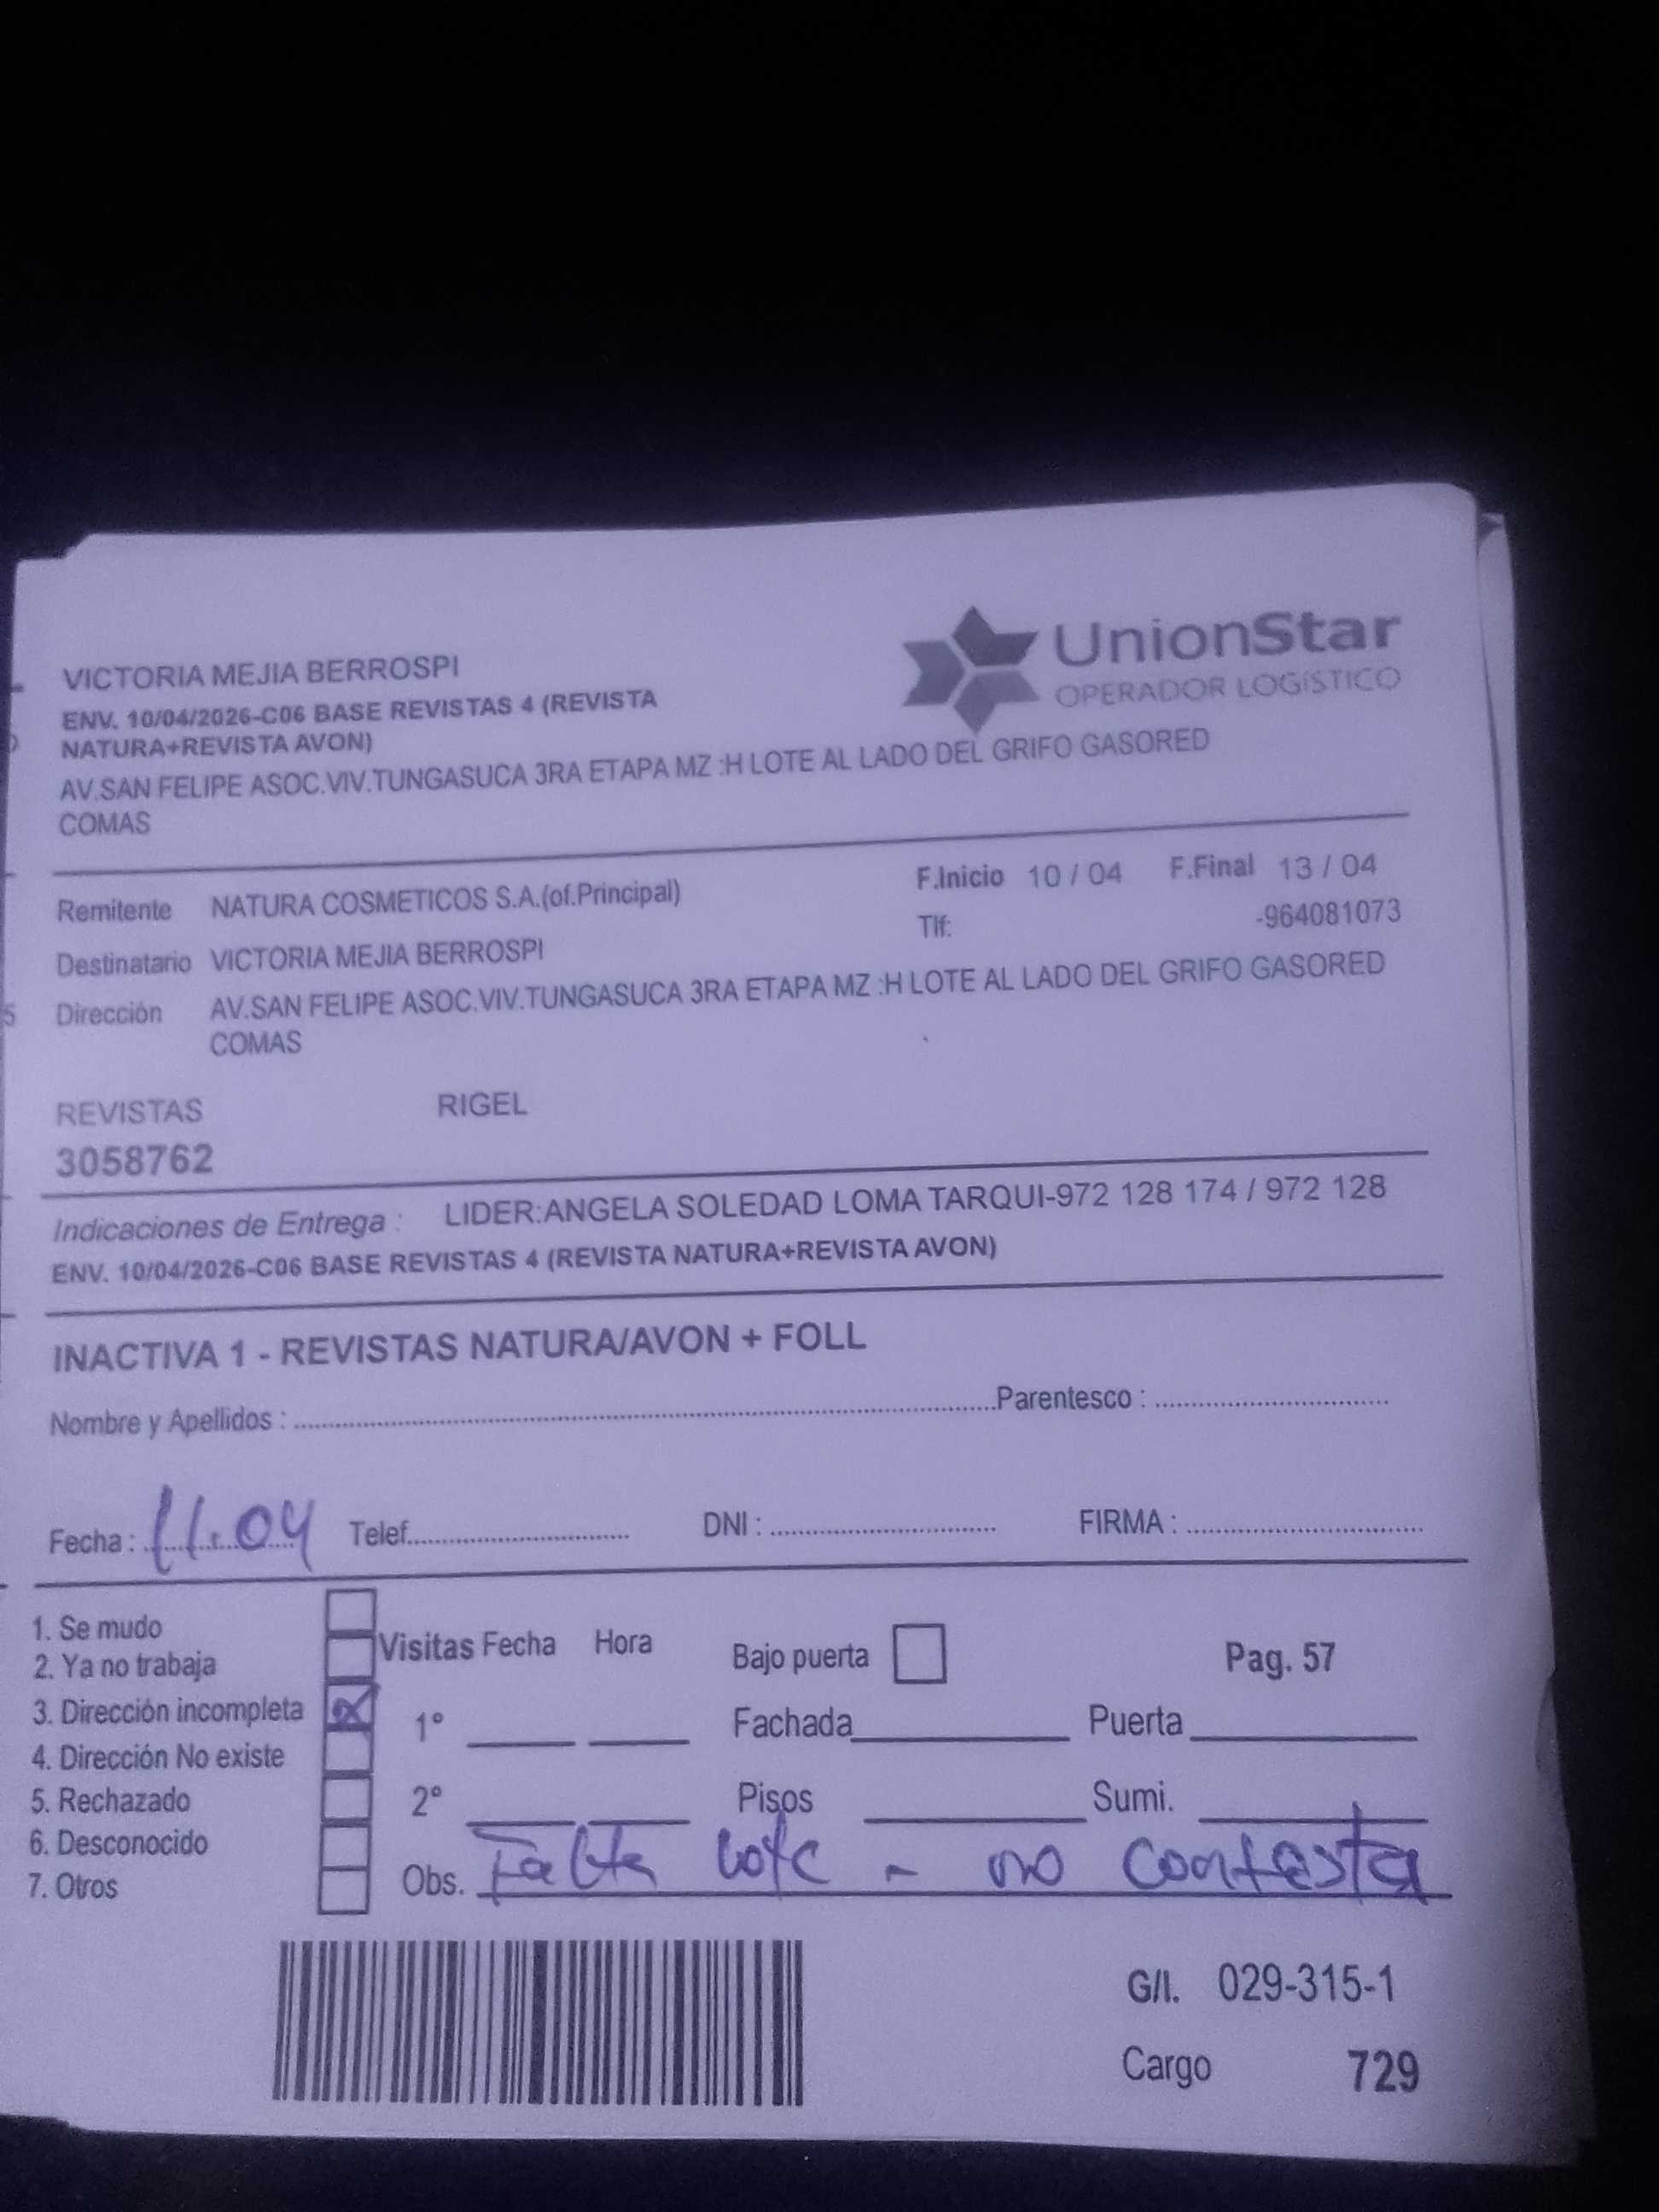 VICTORIA MEJIA BERROSPI
UnionStar
OPERADOR LOGÍSTICO
ENV. 10/04/2026-C06 BASE REVISTAS 4 (REVISTA
NATURA+REVISTA AVON)
AV.SAN FELIPE ASOC.VIV.TUNGASUCA 3RA ETAPA MZ :H LOTE AL LADO DEL GRIFO GASORED
COMAS
Remitente NATURA COSMETICOS S.A.(of.Principal) F.Inicio 10 / 04 F.Final 13 / 04
Tlf: -964081073
Destinatario VICTORIA MEJIA BERROSPI
Dirección AV.SAN FELIPE ASOC.VIV.TUNGASUCA 3RA ETAPA MZ :H LOTE AL LADO DEL GRIFO GASORED
COMAS
REVISTAS RIGEL
3058762
Indicaciones de Entrega : LIDER:ANGELA SOLEDAD LOMA TARQUI-972 128 174 / 972 128
ENV. 10/04/2026-C06 BASE REVISTAS 4 (REVISTA NATURA+REVISTA AVON)
INACTIVA 1 - REVISTAS NATURA/AVON + FOLL
Nombre y Apellidos : Parentesco :
Fecha : 11.04 Telef. DNI : FIRMA :
1. Se mudo
2. Ya no trabaja
3. Dirección incompleta
4. Dirección No existe
5. Rechazado
6. Desconocido
7. Otros
Visitas Fecha Hora Bajo puerta Pag. 57
1° Fachada Puerta
2° Pisos Sumi.
Obs. Falta lote - no contesta
G/I. 029-315-1
Cargo 729